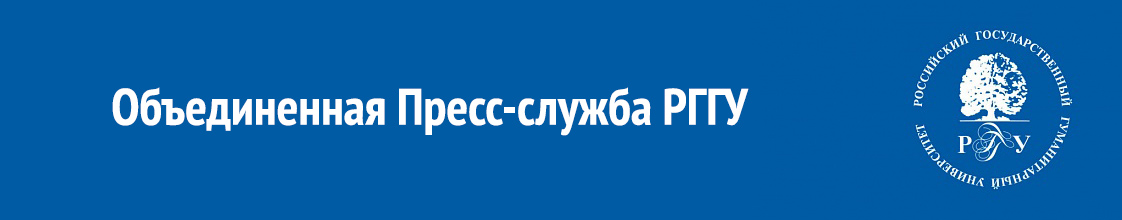 Объединенная Пресс-служба РГГУ
РОССИЙСКИЙ ГОСУДАРСТВЕННЫЙ ГУМАНИТАРНЫЙ УНИВЕРСИТЕТ
РГГУ